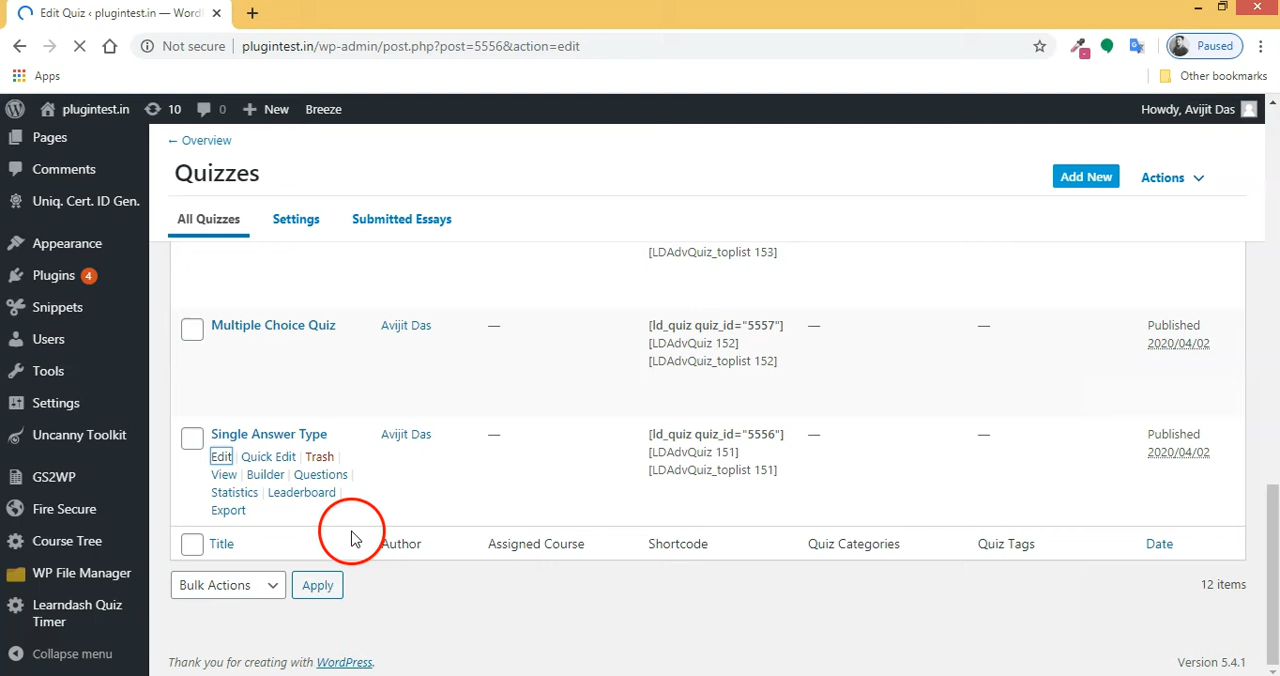 Edit Quiz ‹ plugintest.in — Word
Not secure plugintest.in/wp-admin/post.php?post=5556&action=edit
Paused
Apps
Other bookmarks
plugintest.in 10 0 New Breeze
Howdy, Avijit Das
Pages
Comments
Uniq. Cert. ID Gen.
Appearance
Plugins 4
Snippets
Users
Tools
Settings
Uncanny Toolkit
GS2WP
Fire Secure
Course Tree
WP File Manager
Learndash Quiz
Timer
Collapse menu
← Overview
Quizzes
Add New
Actions
All Quizzes
Settings
Submitted Essays
[LDAdvQuiz_toplist 153]
Multiple Choice Quiz
Avijit Das
—
[ld_quiz quiz_id="5557"]
[LDAdvQuiz 152]
[LDAdvQuiz_toplist 152]
—
—
Published
2020/04/02
Single Answer Type
Edit | Quick Edit | Trash |
View | Builder | Questions |
Statistics | Leaderboard |
Export
Avijit Das
—
[ld_quiz quiz_id="5556"]
[LDAdvQuiz 151]
[LDAdvQuiz_toplist 151]
—
—
Published
2020/04/02
Title
Author
Assigned Course
Shortcode
Quiz Categories
Quiz Tags
Date
Bulk Actions
Apply
12 items
Thank you for creating with WordPress.
Version 5.4.1